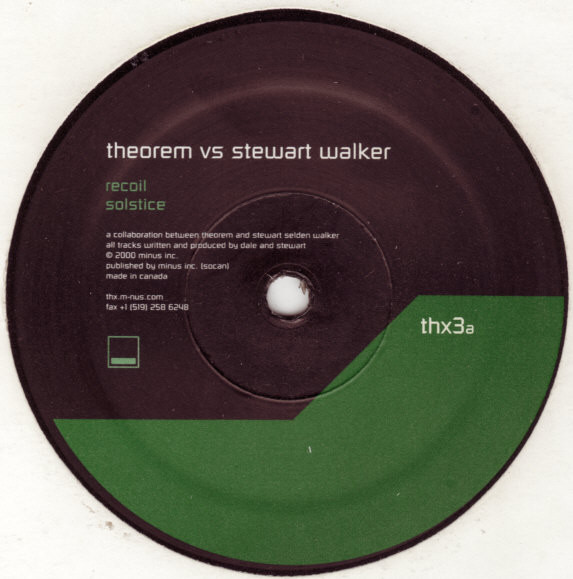 theorem vs stewart walker
recoil
solstice
a collaboration between theorem and stewart selden walker
all tracks written and produced by dale and stewart
© 2000 minus inc.
published by minus inc. (socan)
made in canada
thx.m-nus.com
fax +1 (519) 258 6248
thx3a